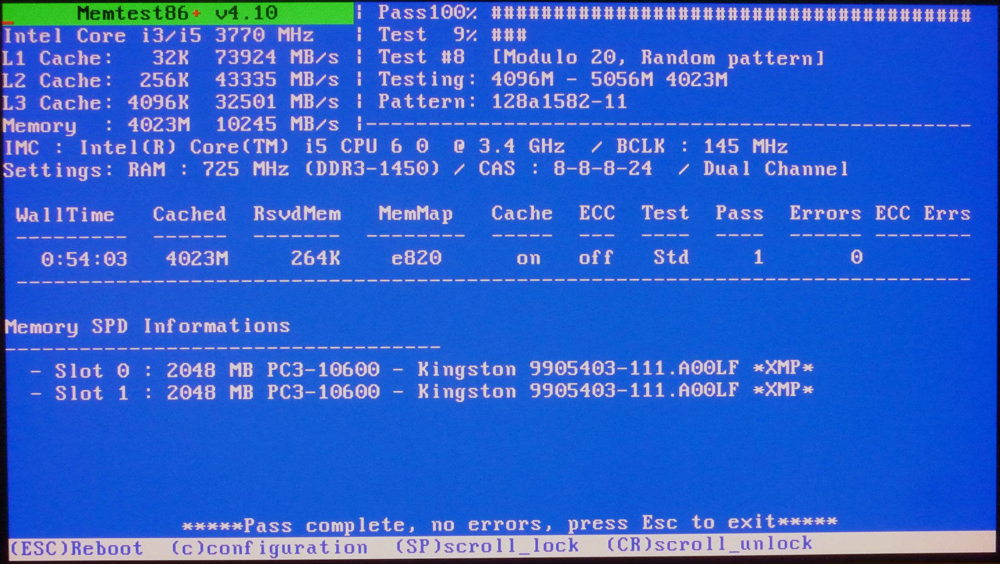 Memtest86+ v4.10 | Pass100% #######################################
Intel Core i3/i5 3770 MHz | Test 9% ###
L1 Cache: 32K 73924 MB/s | Test #8 [Modulo 20, Random pattern]
L2 Cache: 256K 43335 MB/s | Testing: 4096M - 5056M 4023M
L3 Cache: 4096K 32501 MB/s | Pattern: 128a1582-11
Memory : 4023M 10245 MB/s |-------------------------------------------------
IMC : Intel(R) Core(TM) i5 CPU 6 0 @ 3.4 GHz / BCLK : 145 MHz
Settings: RAM : 725 MHz (DDR3-1450) / CAS : 8-8-8-24 / Dual Channel
WallTime Cached RsvdMem MemMap Cache ECC Test Pass Errors ECC Errs
--------- ------ ------- -------- ----- --- ---- ---- ------ --------
0:54:03 4023M 264K e820 on off Std 1 0
-----------------------------------------------------------------------------
Memory SPD Informations
-----------------------------------
- Slot 0 : 2048 MB PC3-10600 - Kingston 9905403-111.A00LF *XMP*
- Slot 1 : 2048 MB PC3-10600 - Kingston 9905403-111.A00LF *XMP*
*****Pass complete, no errors, press Esc to exit*****
(ESC)Reboot (c)configuration (SP)scroll_lock (CR)scroll_unlock